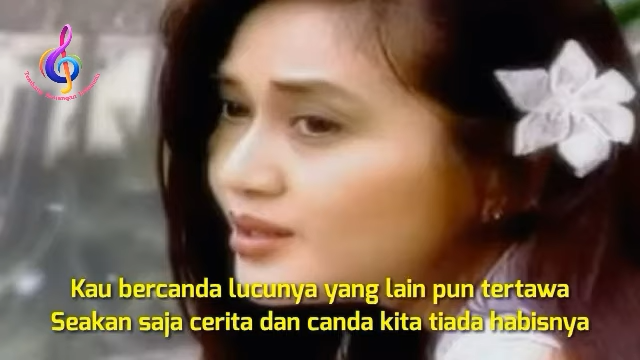 Kau bercanda lucunya yang lain pun tertawa
Seakan saja cerita dan canda kita tiada habisnya